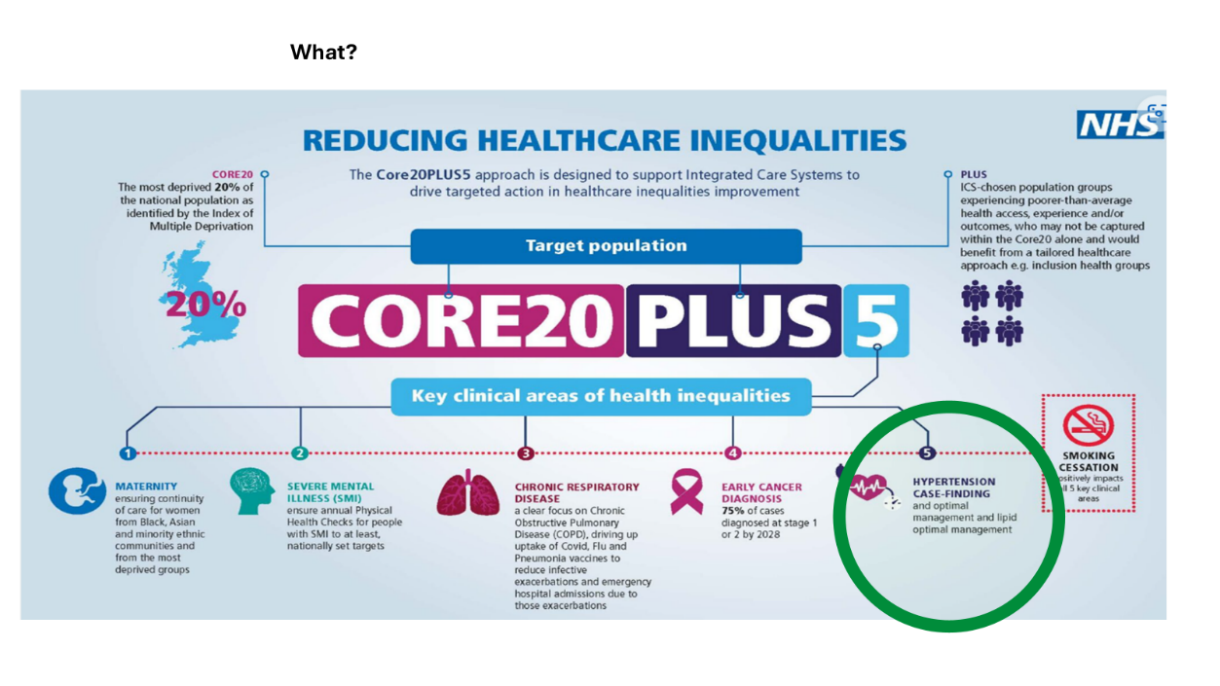 What?
NHS
REDUCING HEALTHCARE INEQUALITIES
CORE20
The most deprived 20% of
the national population as
identified by the Index of
Multiple Deprivation
The Core20PLUS5 approach is designed to support Integrated Care Systems to
drive targeted action in healthcare inequalities improvement
PLUS
ICS-chosen population groups
experiencing poorer-than-average
health access, experience and/or
outcomes, who may not be captured
within the Core20 alone and would
benefit from a tailored healthcare
approach e.g. inclusion health groups
Target population
20%
CORE20 PLUS 5
Key clinical areas of health inequalities
1
MATERNITY
ensuring continuity
of care for women
from Black, Asian
and minority ethnic
communities and
from the most
deprived groups
2
SEVERE MENTAL
ILLNESS (SMI)
ensure annual Physical
Health Checks for people
with SMI to at least,
nationally set targets
3
CHRONIC RESPIRATORY
DISEASE
a clear focus on Chronic
Obstructive Pulmonary
Disease (COPD), driving up
uptake of Covid, Flu and
Pneumonia vaccines to
reduce infective
exacerbations and emergency
hospital admissions due to
those exacerbations
4
EARLY CANCER
DIAGNOSIS
75% of cases
diagnosed at stage 1
or 2 by 2028
5
HYPERTENSION
CASE-FINDING
and optimal
management and lipid
optimal management
SMOKING
CESSATION
impacts
5 key clinical
areas